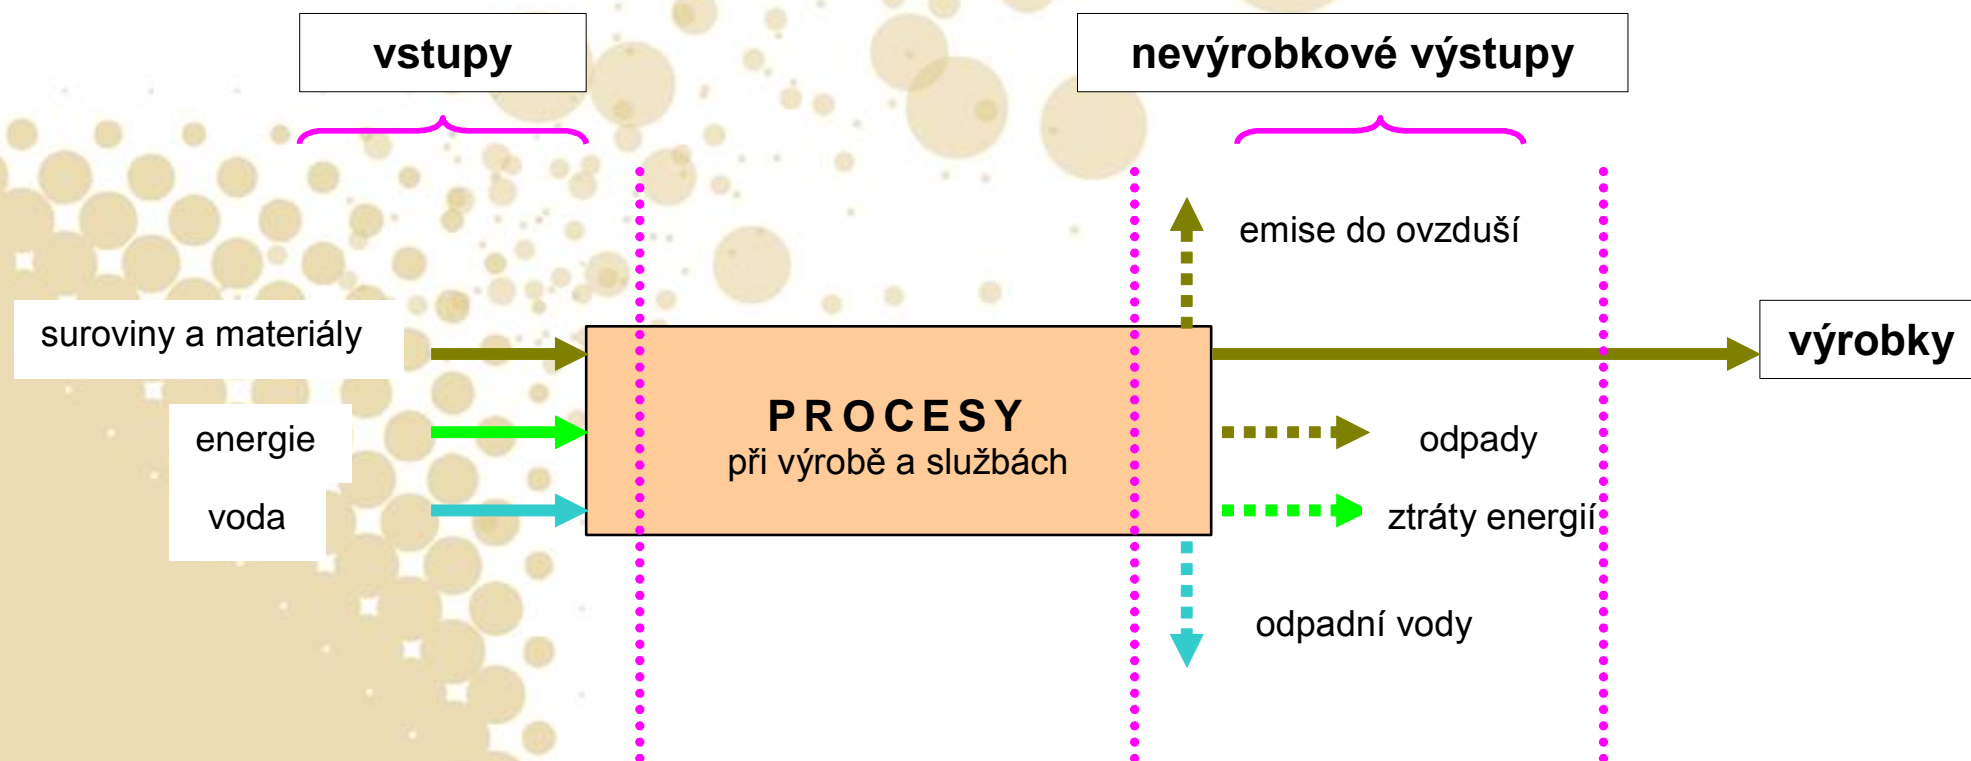 vstupy
nevýrobkové výstupy
emise do ovzduší
suroviny a materiály
výrobky
PROCESY
při výrobě a službách
energie
odpady
voda
ztráty energií
odpadní vody